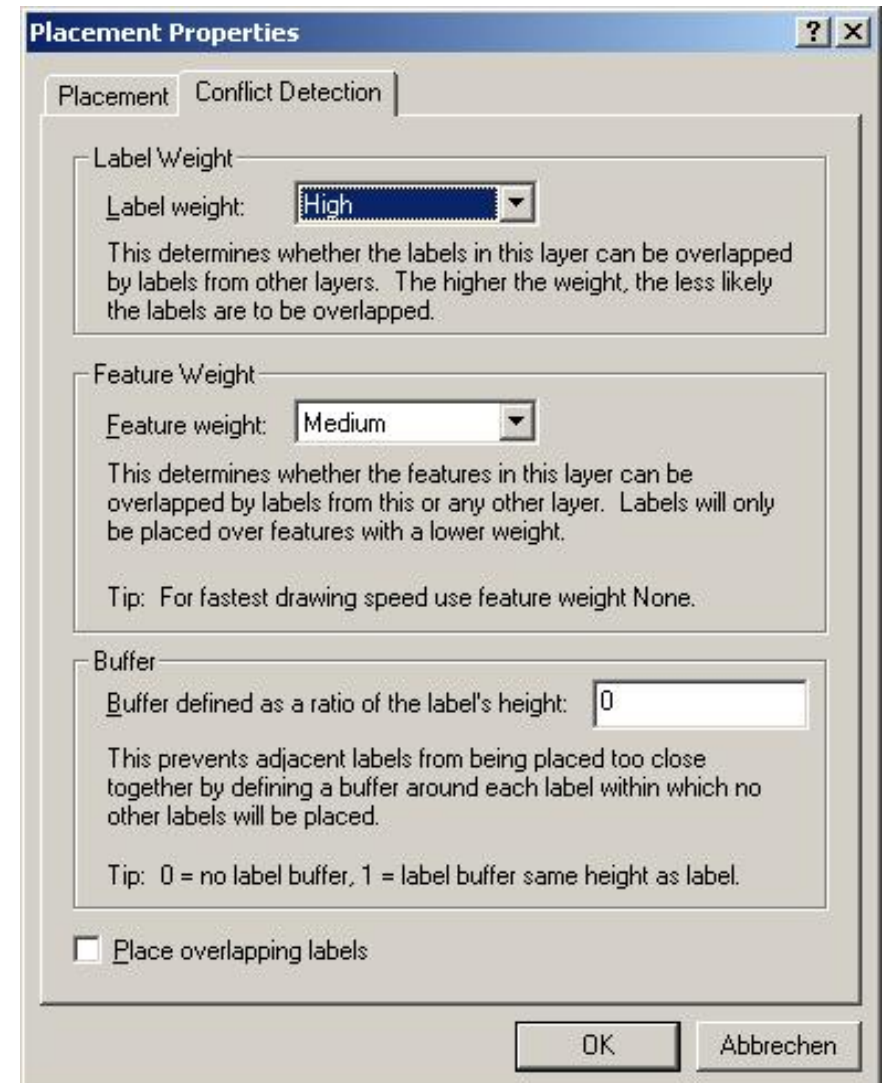 Placement Properties
Placement
Conflict Detection
Label Weight
Label weight: High
This determines whether the labels in this layer can be overlapped
by labels from other layers. The higher the weight, the less likely
the labels are to be overlapped.
Feature Weight
Feature weight: Medium
This determines whether the features in this layer can be
overlapped by labels from this or any other layer. Labels will only
be placed over features with a lower weight.
Tip: For fastest drawing speed use feature weight None.
Buffer
Buffer defined as a ratio of the label's height: 0
This prevents adjacent labels from being placed too close
together by defining a buffer around each label within which no
other labels will be placed.
Tip: 0 = no label buffer, 1 = label buffer same height as label.
Place overlapping labels
OK
Abbrechen